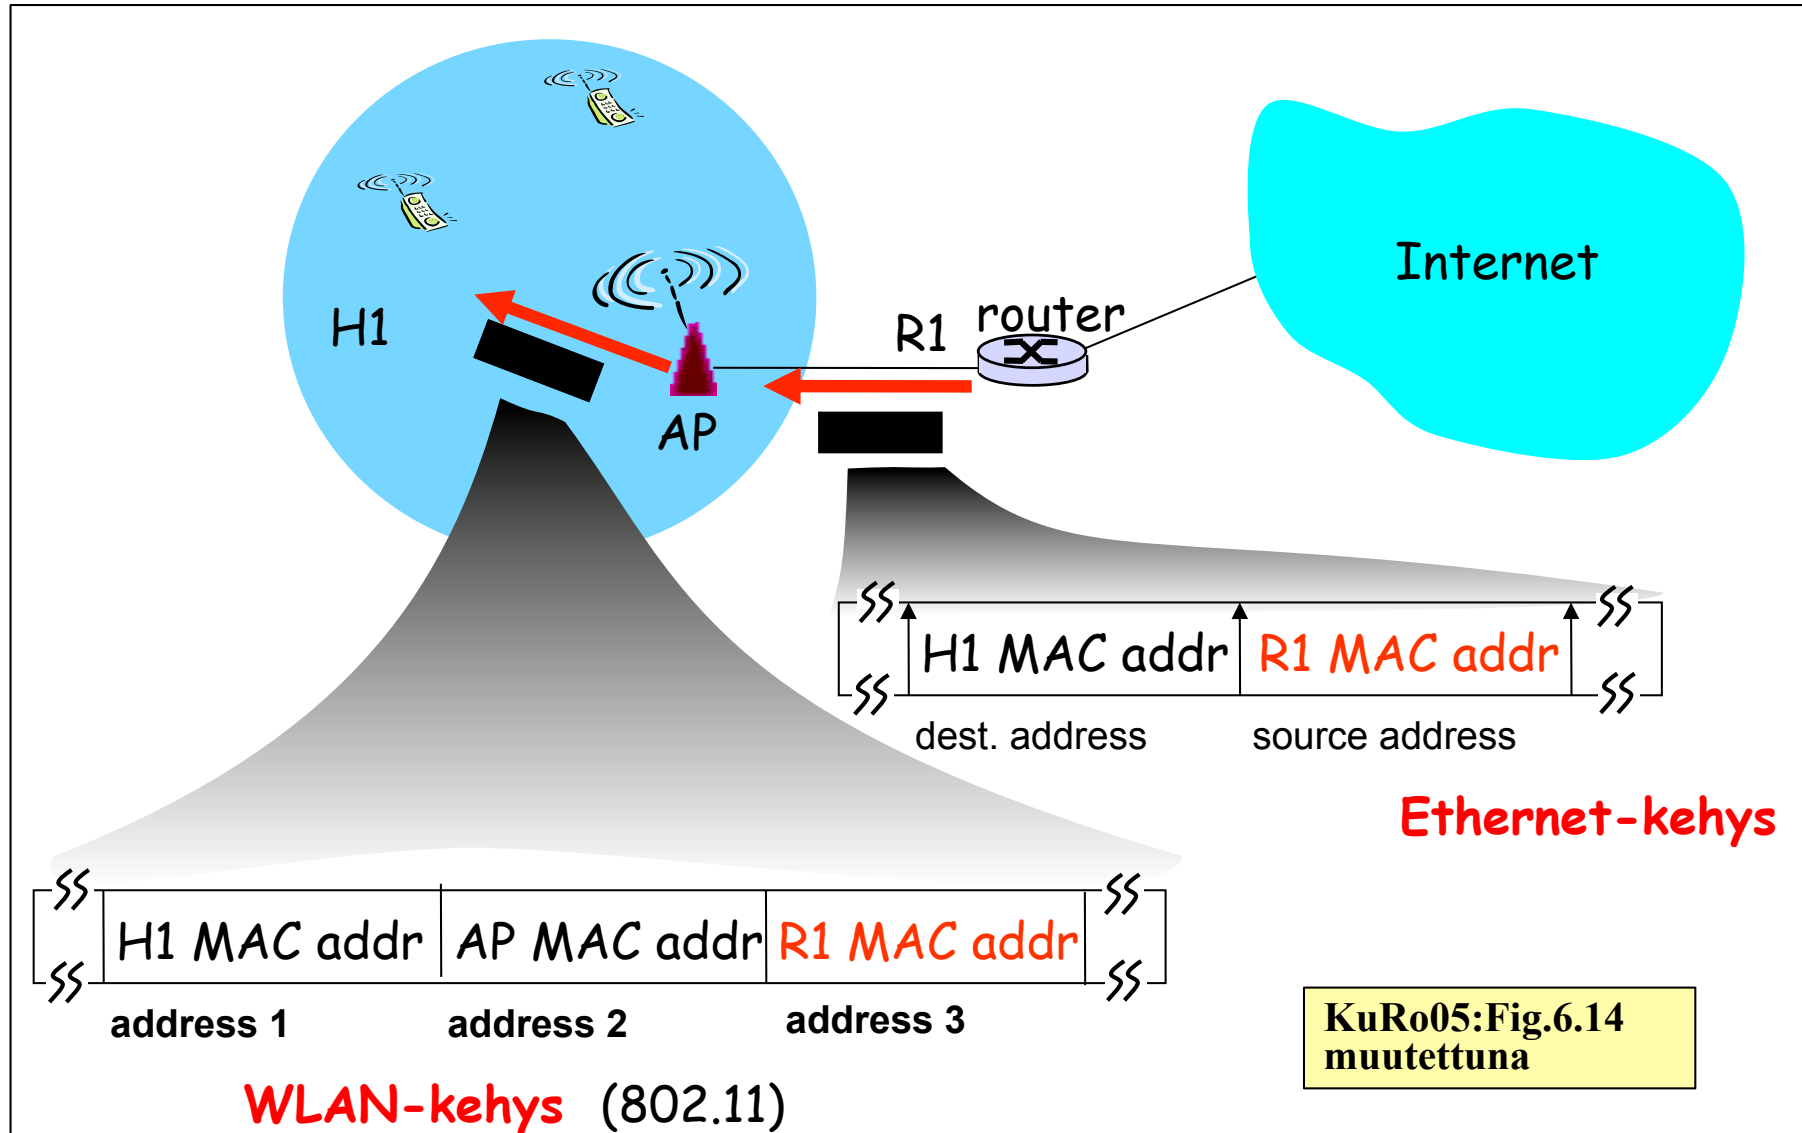 Internet
router
R1
H1
AP
H1 MAC addr R1 MAC addr
dest. address source address
Ethernet-kehys
H1 MAC addr AP MAC addr R1 MAC addr
address 1 address 2 address 3
WLAN-kehys (802.11)
KuRo05:Fig.6.14
muutettuna